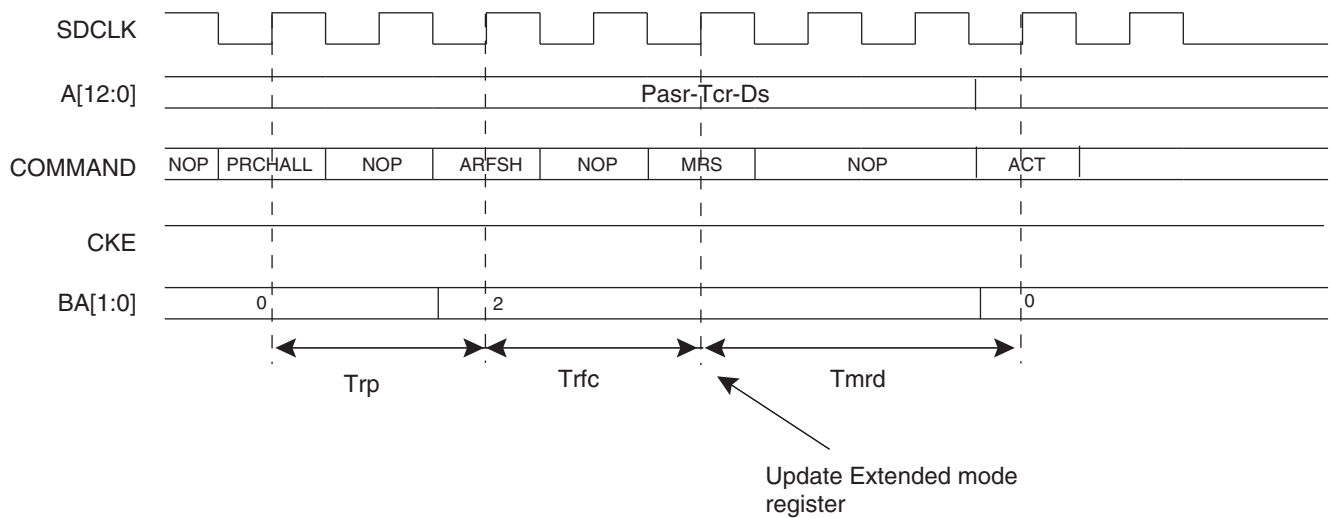 SDCLK
A[12:0]
Pasr-Tcr-Ds
COMMAND
NOP PRCHALL NOP ARFSH NOP MRS NOP ACT
CKE
BA[1:0]
0 2 0
Trp Trfc Tmrd
Update Extended mode
register